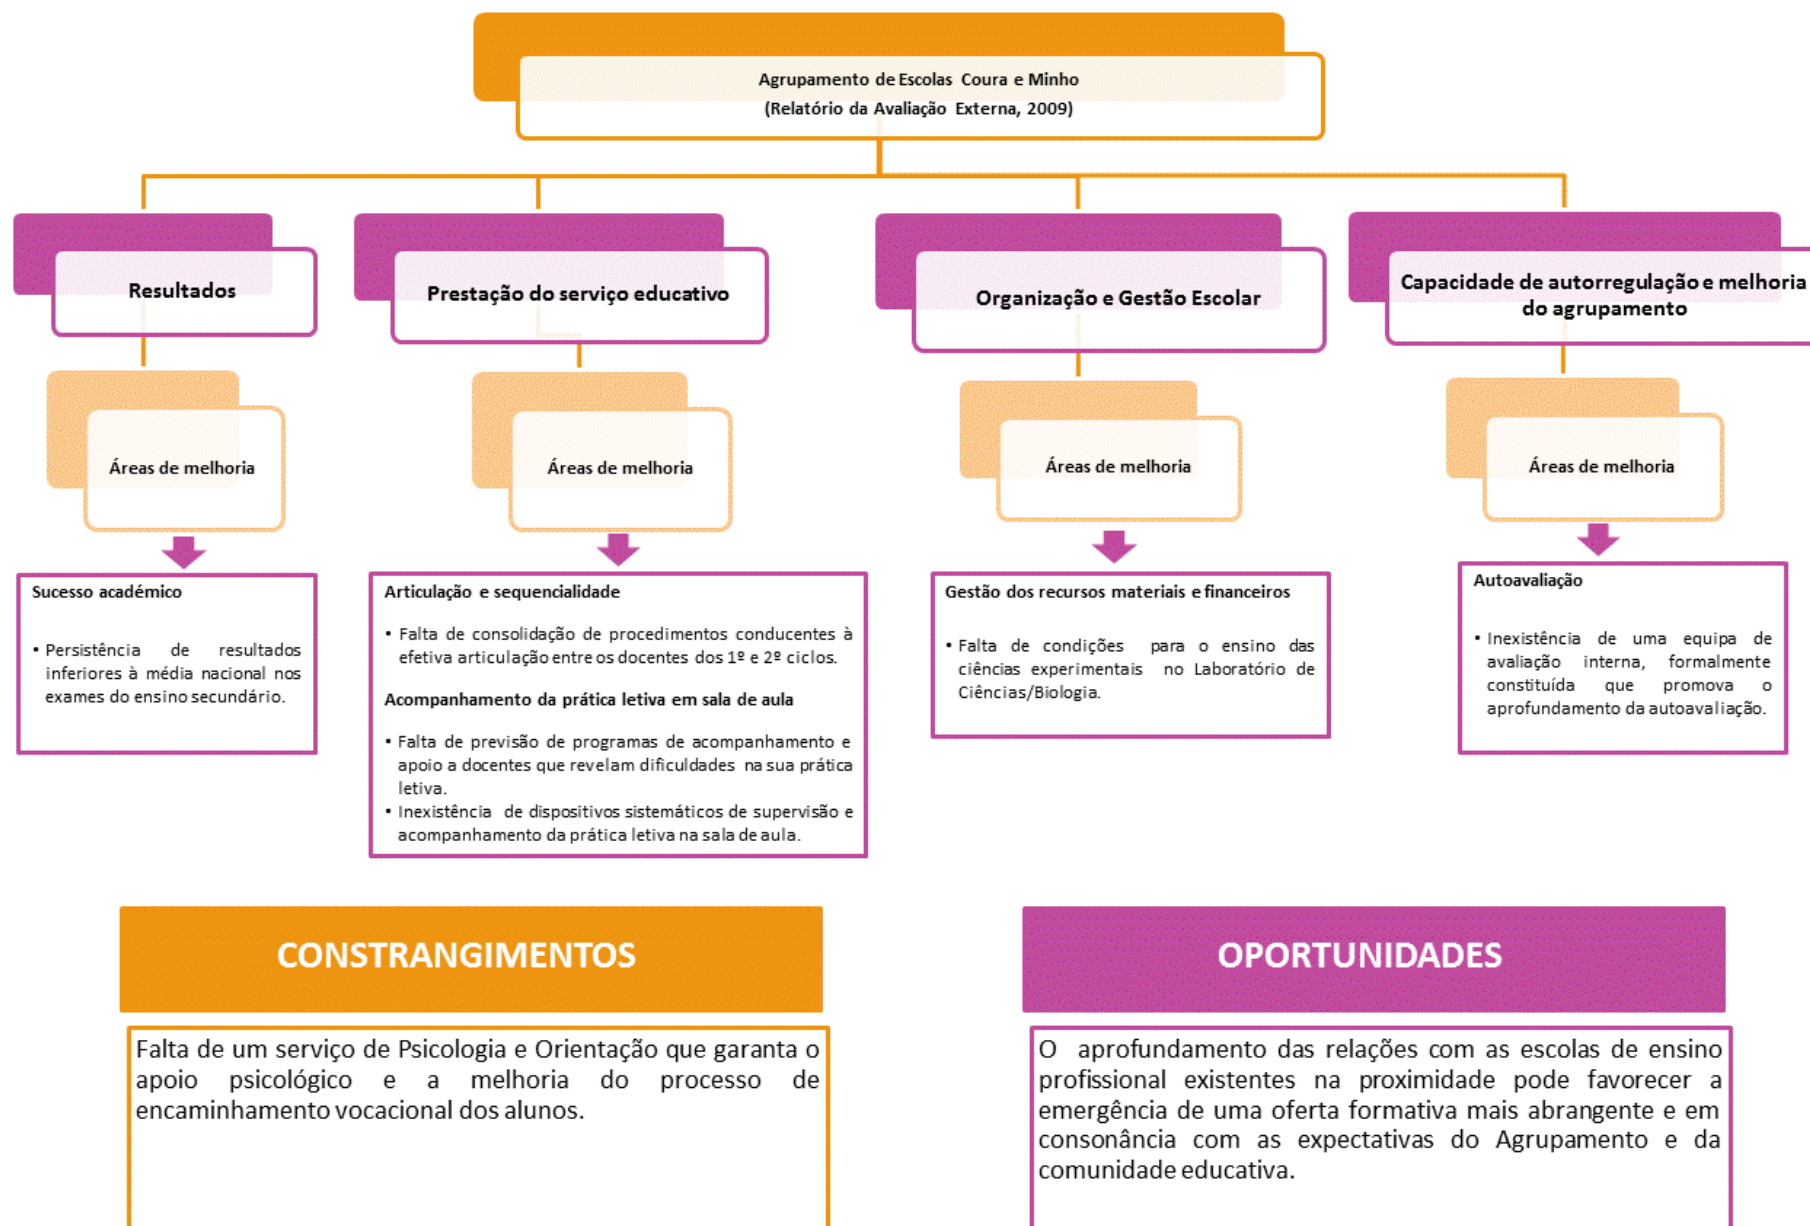 Agrupamento de Escolas Coura e Minho
(Relatório da Avaliação Externa, 2009)
Resultados
Prestação do serviço educativo
Organização e Gestão Escolar
Capacidade de autorregulação e melhoria
do agrupamento
Áreas de melhoria
Áreas de melhoria
Áreas de melhoria
Áreas de melhoria
Sucesso académico
• Persistência de resultados
inferiores à média nacional nos
exames do ensino secundário.
Articulação e sequencialidade
• Falta de consolidação de procedimentos conducentes à
efetiva articulação entre os docentes dos 1º e 2º ciclos.
Acompanhamento da prática letiva em sala de aula
• Falta de previsão de programas de acompanhamento e
apoio a docentes que revelam dificuldades na sua prática
letiva.
• Inexistência de dispositivos sistemáticos de supervisão e
acompanhamento da prática letiva na sala de aula.
Gestão dos recursos materiais e financeiros
• Falta de condições para o ensino das
ciências experimentais no Laboratório de
Ciências/Biologia.
Autoavaliação
• Inexistência de uma equipa de
avaliação interna, formalmente
constituída que promova o
aprofundamento da autoavaliação.
CONSTRANGIMENTOS
Falta de um serviço de Psicologia e Orientação que garanta o
apoio psicológico e a melhoria do processo de
encaminhamento vocacional dos alunos.
OPORTUNIDADES
O aprofundamento das relações com as escolas de ensino
profissional existentes na proximidade pode favorecer a
emergência de uma oferta formativa mais abrangente e em
consonância com as expectativas do Agrupamento e da
comunidade educativa.